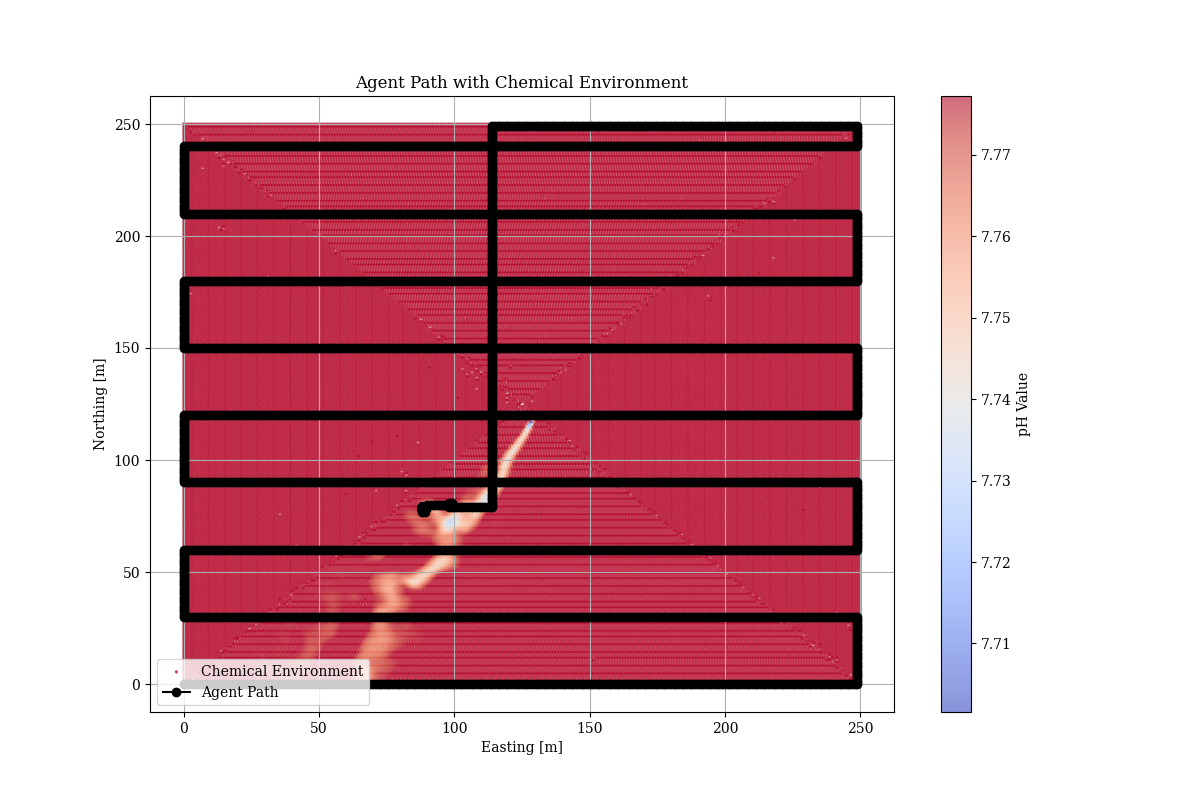 Agent Path with Chemical Environment
250
200
150
100
50
0
Northing [m]
Chemical Environment
Agent Path
0 50 100 150 200 250
Easting [m]
7.77
7.76
7.75
7.74
7.73
7.72
7.71
pH Value